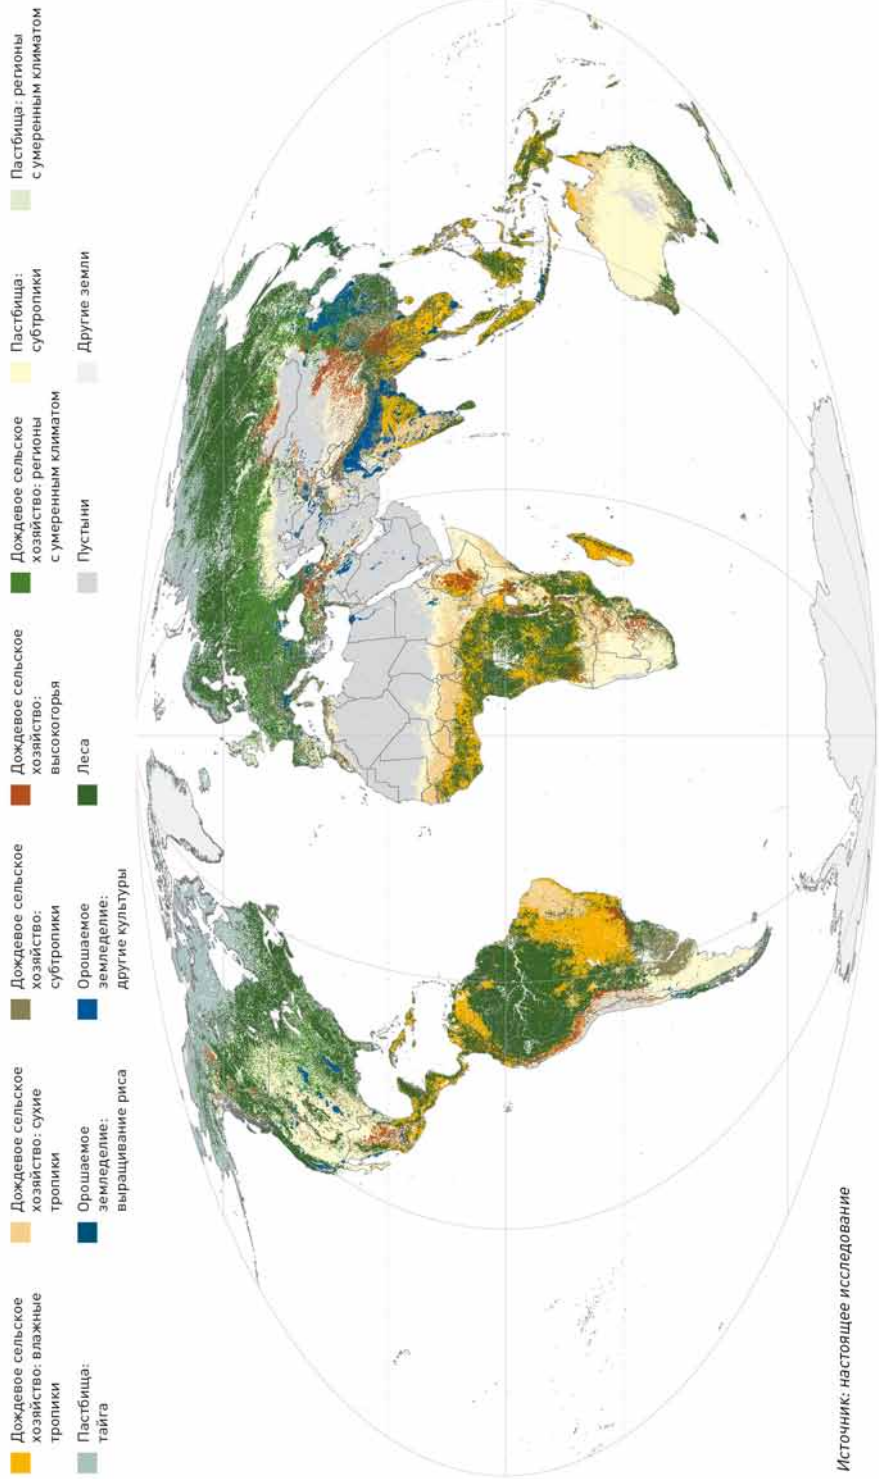 Дождевое сельское
хозяйство: влажные
тропики
Дождевое сельское
хозяйство: сухие
тропики
Дождевое сельское
хозяйство:
субтропики
Дождевое сельское
хозяйство:
высокогорья
Дождевое сельское
хозяйство: регионы
с умеренным климатом
Пастбища:
субтропики
Пастбища: регионы
с умеренным климатом
Пастбища:
тайга
Орошаемое
земледелие:
выращивание риса
Орошаемое
земледелие:
другие культуры
Леса
Пустыни
Другие земли
Источник: настоящее исследование